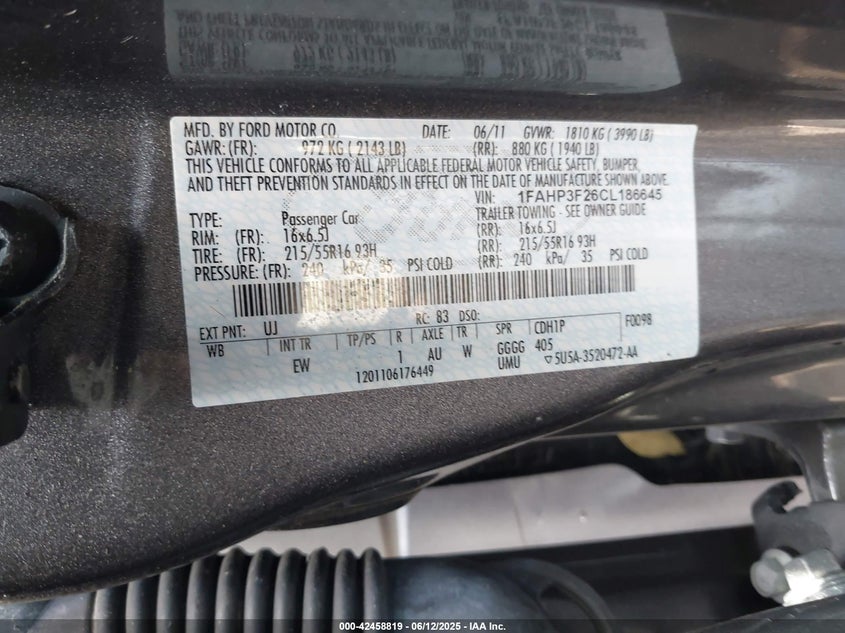 MFD. BY FORD MOTOR CO. DATE: 06/11 GVWR: 1810 KG ( 3990 LB)
GAWR: (FR): 972 KG ( 2143 LB) (RR): 880 KG ( 1940 LB)
THIS VEHICLE CONFORMS TO ALL APPLICABLE FEDERAL MOTOR VEHICLE SAFETY, BUMPER,
AND THEFT PREVENTION STANDARDS IN EFFECT ON THE DATE OF MANUFACTURE SHOWN ABOVE.
VIN: 1FAHP3F26CL186645
TYPE: Passenger Car TRAILER TOWING - SEE OWNER GUIDE
RIM: (FR): 16x6.5J (RR): 16x6.5J
TIRE: (FR): 215/55R16 93H (RR): 215/55R16 93H
PRESSURE: (FR): 240 kPa/ 35 PSI COLD (RR): 240 kPa/ 35 PSI COLD
EXT PNT: UJ RC: 83 DSO: F0098
WB INT TR TP/PS R AXLE TR SPR CDH1P
EW 1 AU W GGGG 405
UMU ▽5U5A-3520472-AA
1201106176449
000-42458819 - 06/12/2025 - IAA Inc.